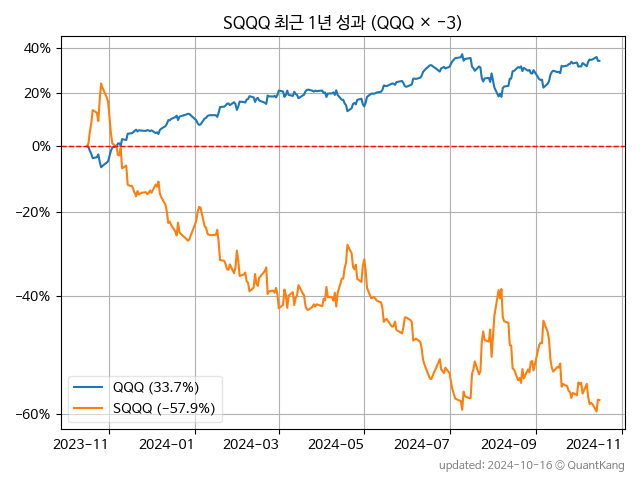 SQQQ 최근 1년 성과 (QQQ × −3)
40%
20%
0%
−20%
−40%
−60%
QQQ (33.7%)
SQQQ (−57.9%)
2023−11 2024−01 2024−03 2024−05 2024−07 2024−09 2024−11
updated: 2024-10-16 © QuantKang